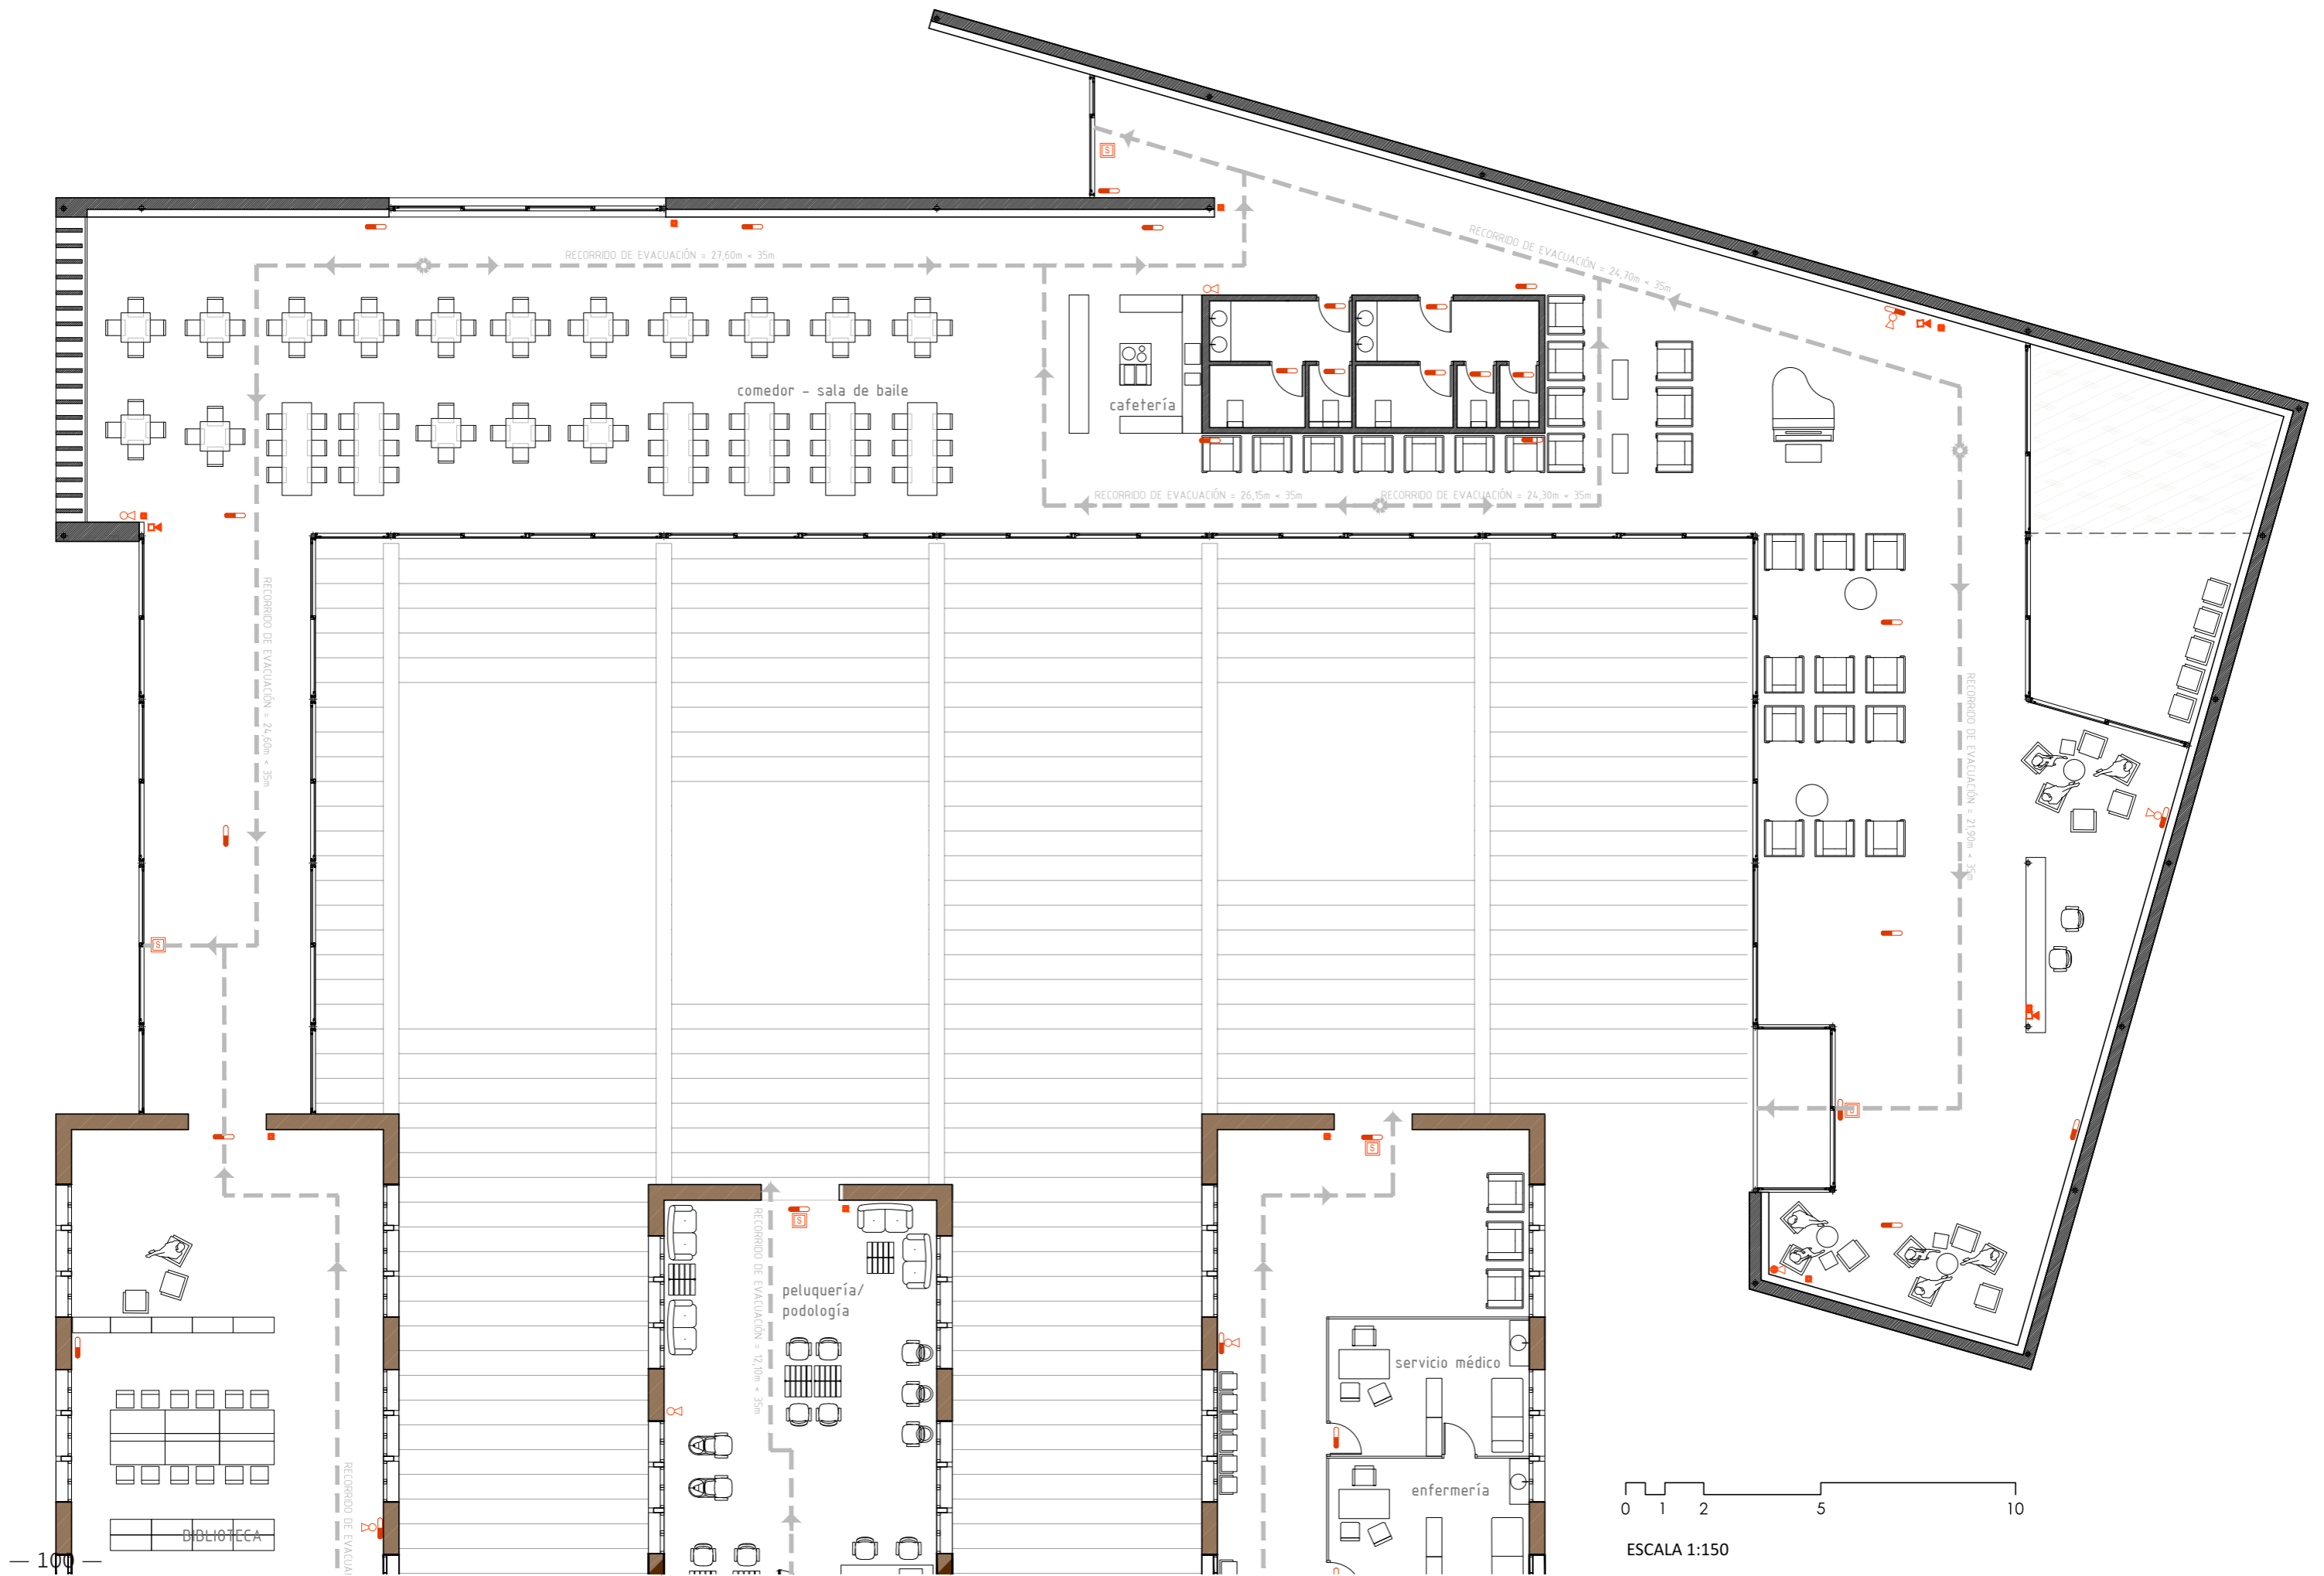 RECORRIDO DE EVACUACIÓN = 27,60m < 35m
RECORRIDO DE EVACUACIÓN = 24,70m < 35m
comedor - sala de baile
cafetería
RECORRIDO DE EVACUACIÓN = 26,15m < 35m
RECORRIDO DE EVACUACIÓN = 24,30m < 35m
RECORRIDO DE EVACUACIÓN = 24,60m < 35m
RECORRIDO DE EVACUACIÓN = 21,90m < 35m
S
S
S
S
S
RECORRIDO DE EVACUACIÓN = 12,10m < 35m
peluquería/
podología
servicio médico
enfermería
RECORRIDO DE EVACUA
BIBLIOTECA
0 1 2 5 10
ESCALA 1:150
— 100 —